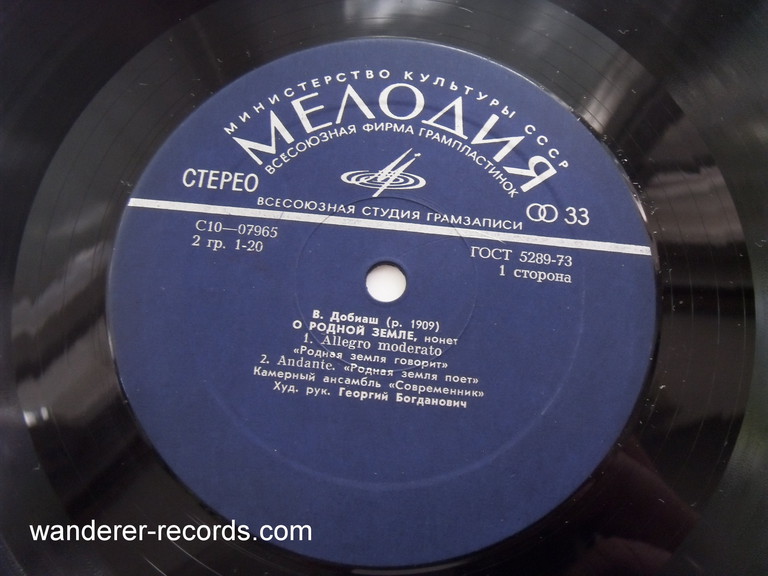 МИНИСТЕРСТВО КУЛЬТУРЫ СССР
МЕЛОДИЯ
ВСЕСОЮЗНАЯ ФИРМА ГРАМПЛАСТИНОК
СТЕРЕО
33
ВСЕСОЮЗНАЯ СТУДИЯ ГРАМЗАПИСИ
С10—07965
2 гр. 1-20
ГОСТ 5289-73
1 сторона
В. Добиаш (р. 1909)
О РОДНОЙ ЗЕМЛЕ, нонет
1. Allegro moderato
«Родная земля говорит»
2. Andante. «Родная земля поет»
Камерный ансамбль «Современник»
Худ. рук. Георгий Богданович
wanderer-records.com